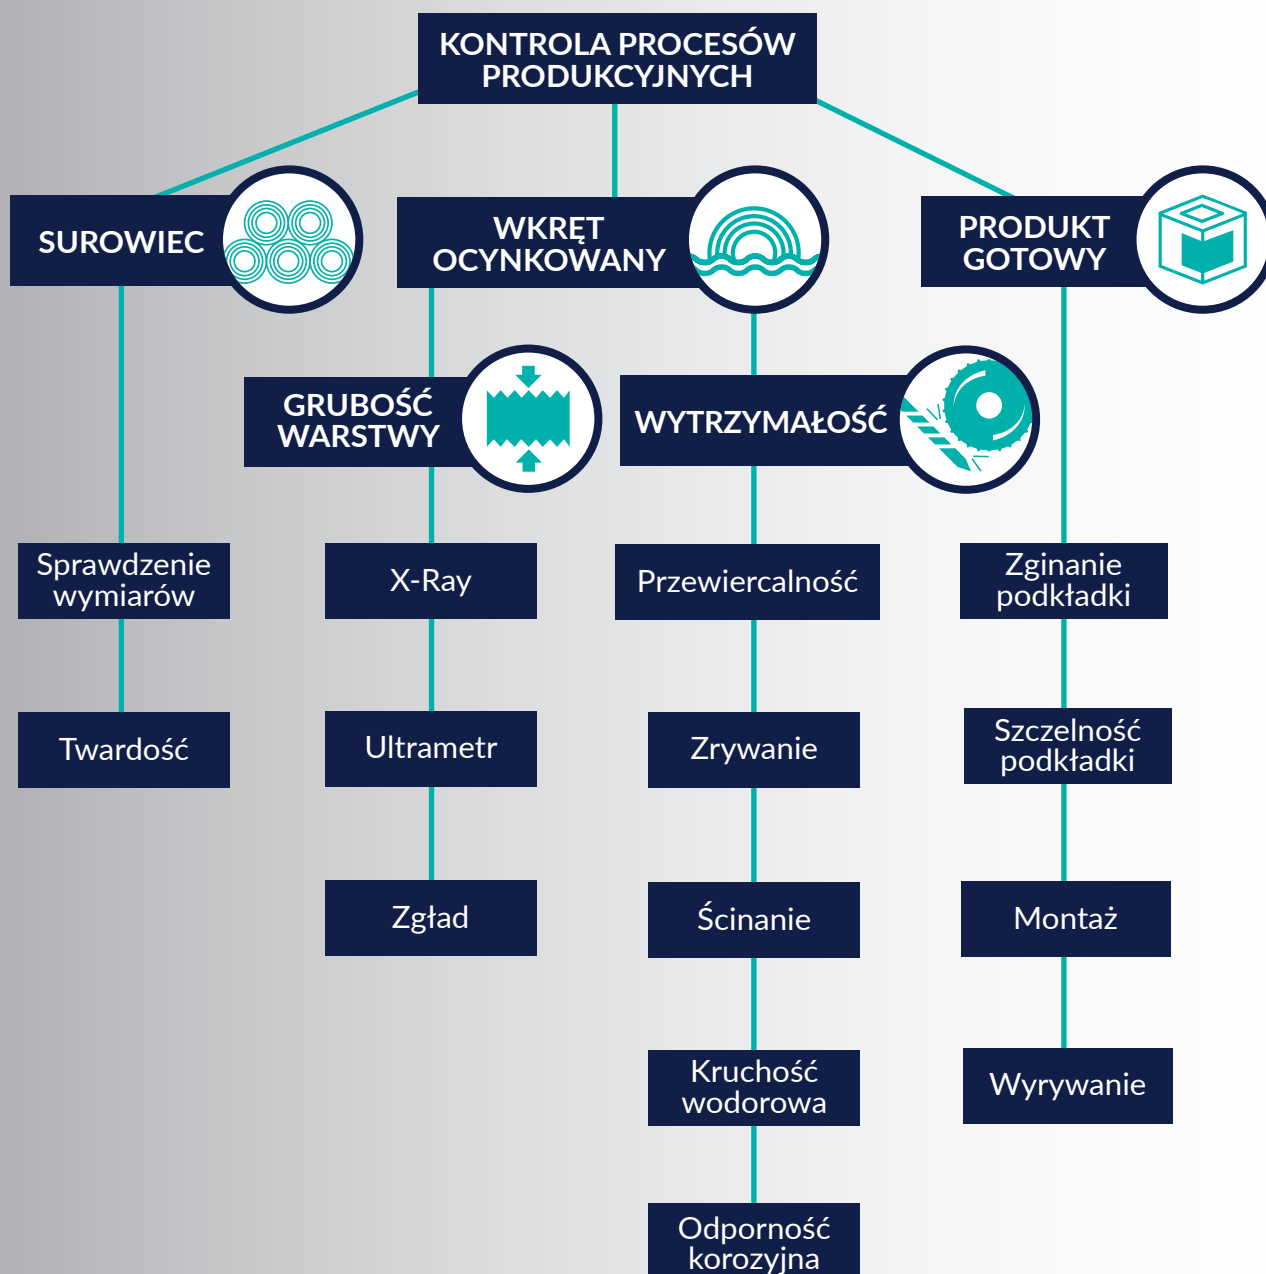 KONTROLA PROCESÓW
PRODUKCYJNYCH
SUROWIEC
WKRĘT
OCYNKOWANY
PRODUKT
GOTOWY
GRUBOŚĆ
WARSTWY
WYTRZYMAŁOŚĆ
Sprawdzenie
wymiarów
X-Ray
Przewiercalność
Zginanie
podkładki
Twardość
Ultrametr
Zrywanie
Szczelność
podkładki
Zgład
Ścinanie
Montaż
Kruchość
wodorowa
Wyrywanie
Odporność
korozyjna